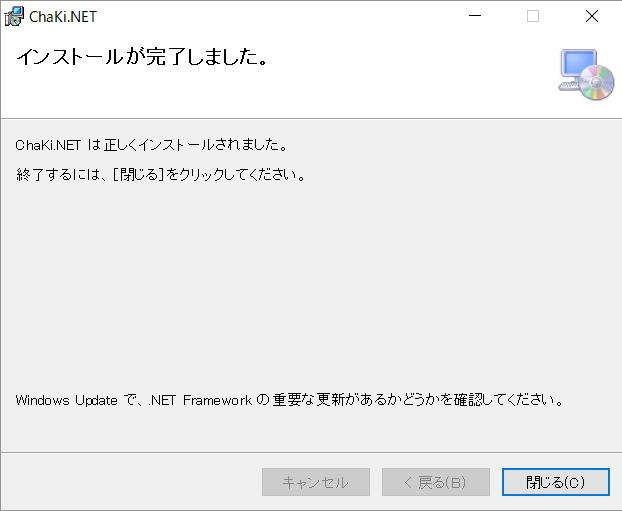 ChaKi.NET
インストールが完了しました。
ChaKi.NET は正しくインストールされました。
終了するには、[閉じる]をクリックしてください。
Windows Update で、.NET Framework の重要な更新があるかどうかを確認してください。
キャンセル
< 戻る(B)
閉じる(C)